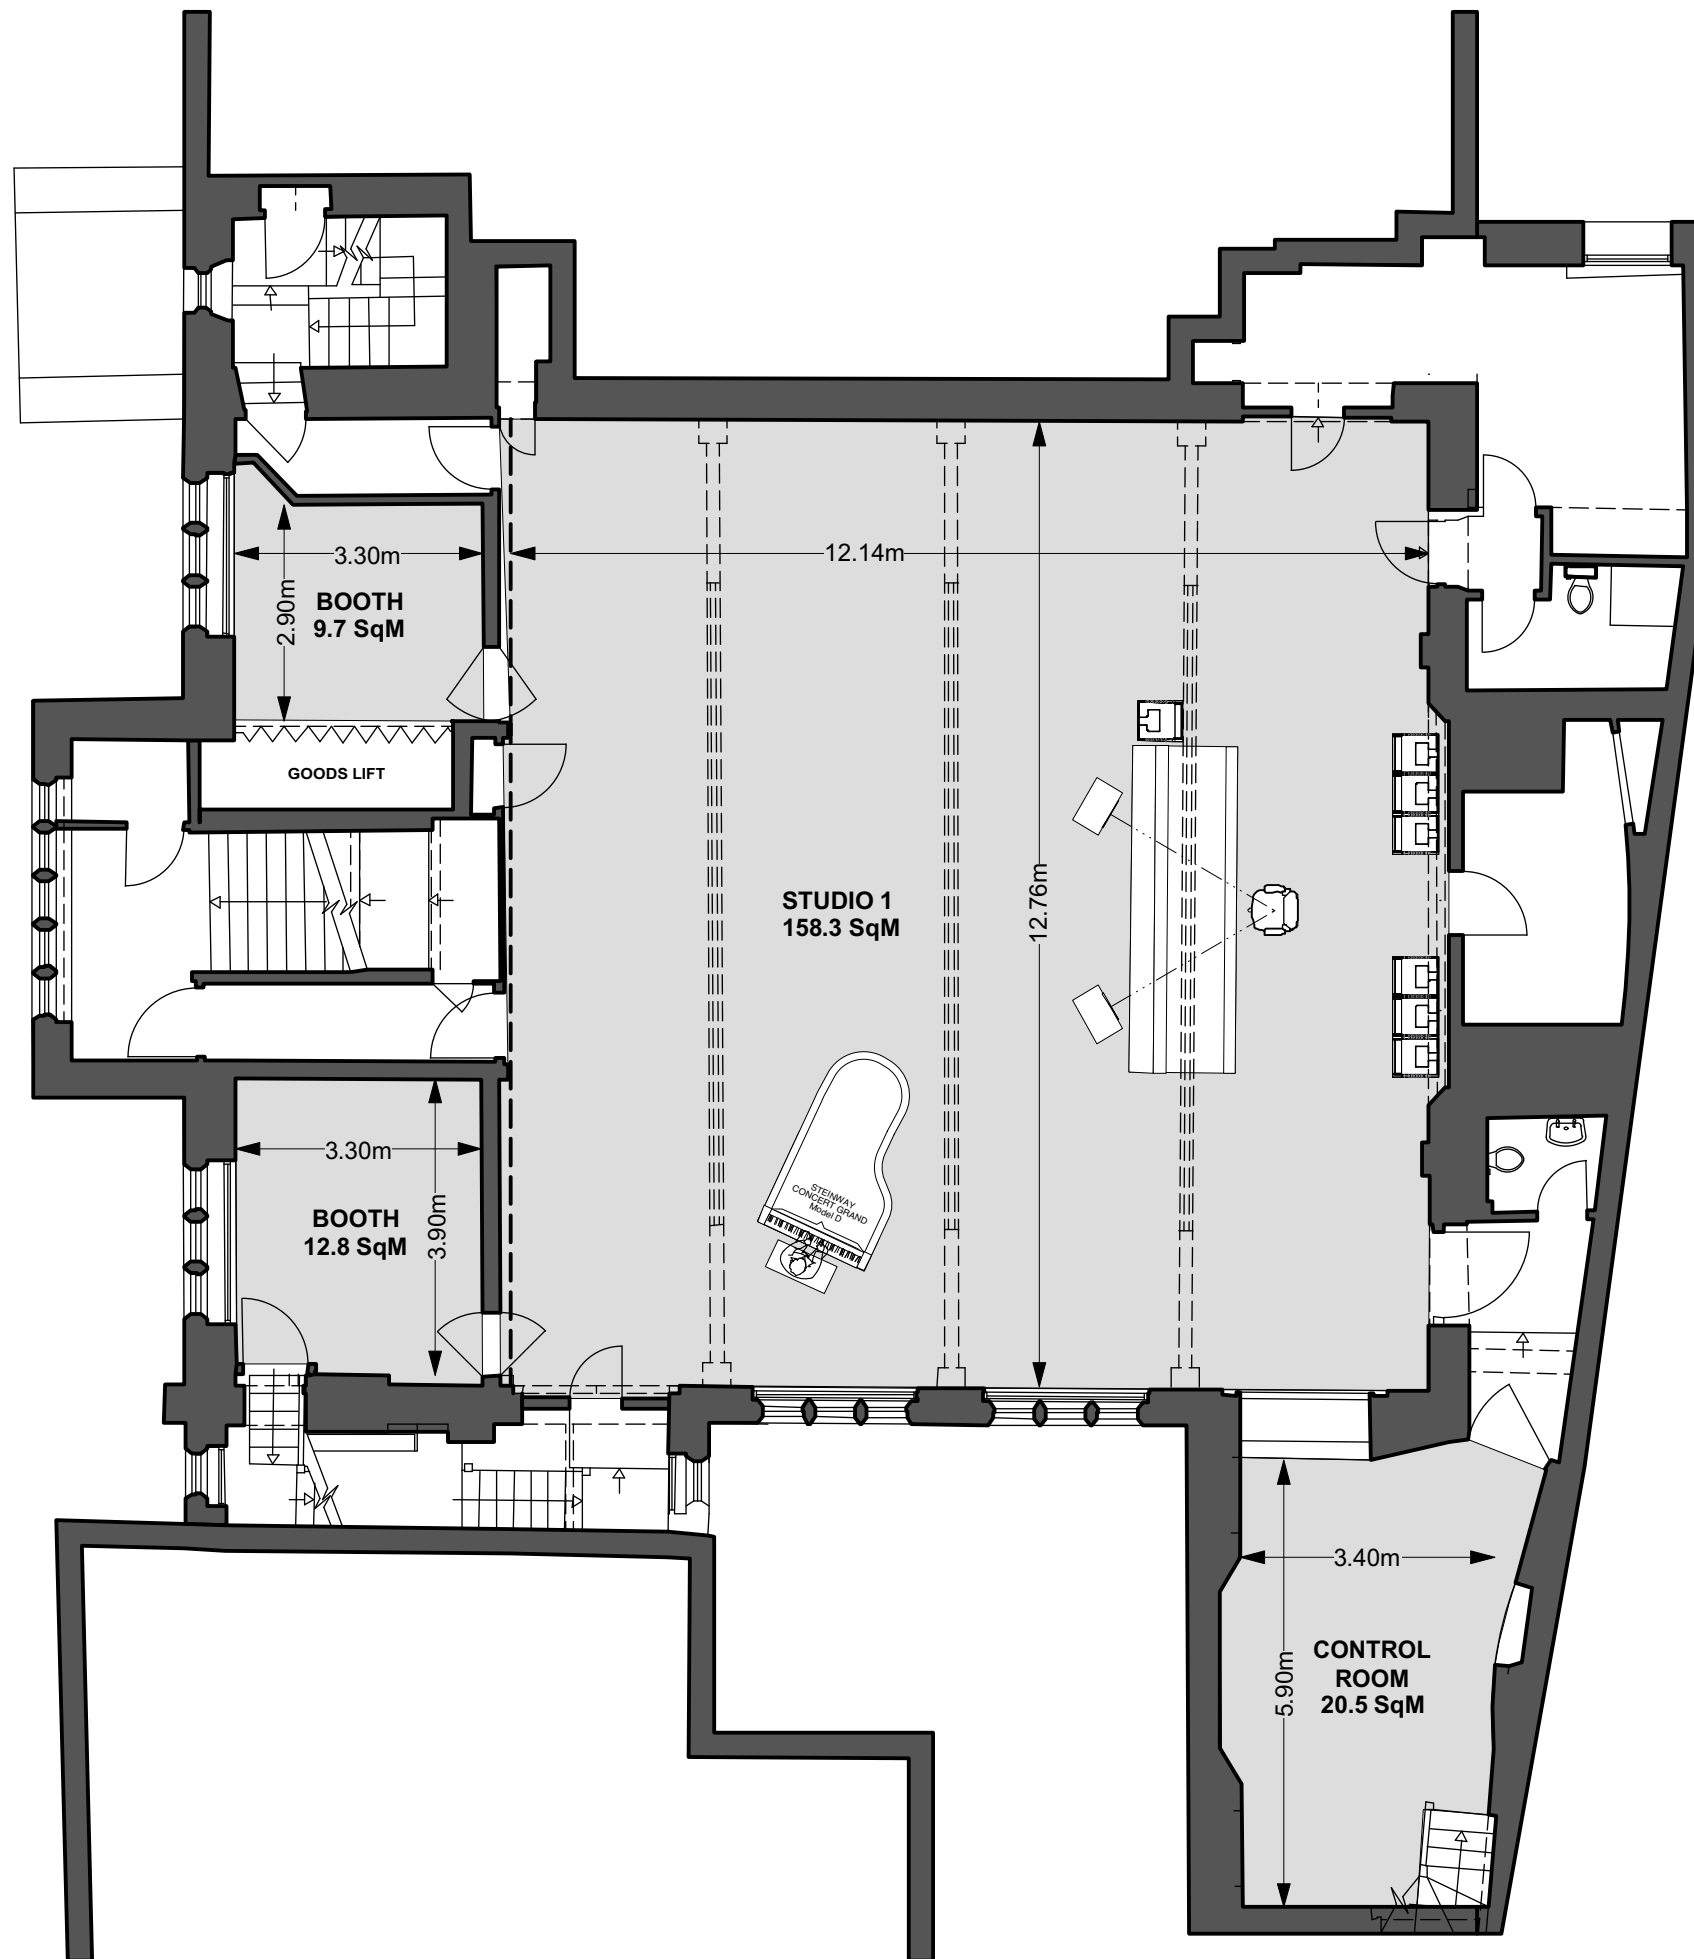 3.30m
12.14m
BOOTH
9.7 SqM
2.90m
GOODS LIFT
STUDIO 1
158.3 SqM
12.76m
3.30m
BOOTH
12.8 SqM
3.90m
STEINWAY
CONCERT GRAND
Model D
3.40m
CONTROL
ROOM
20.5 SqM
5.90m